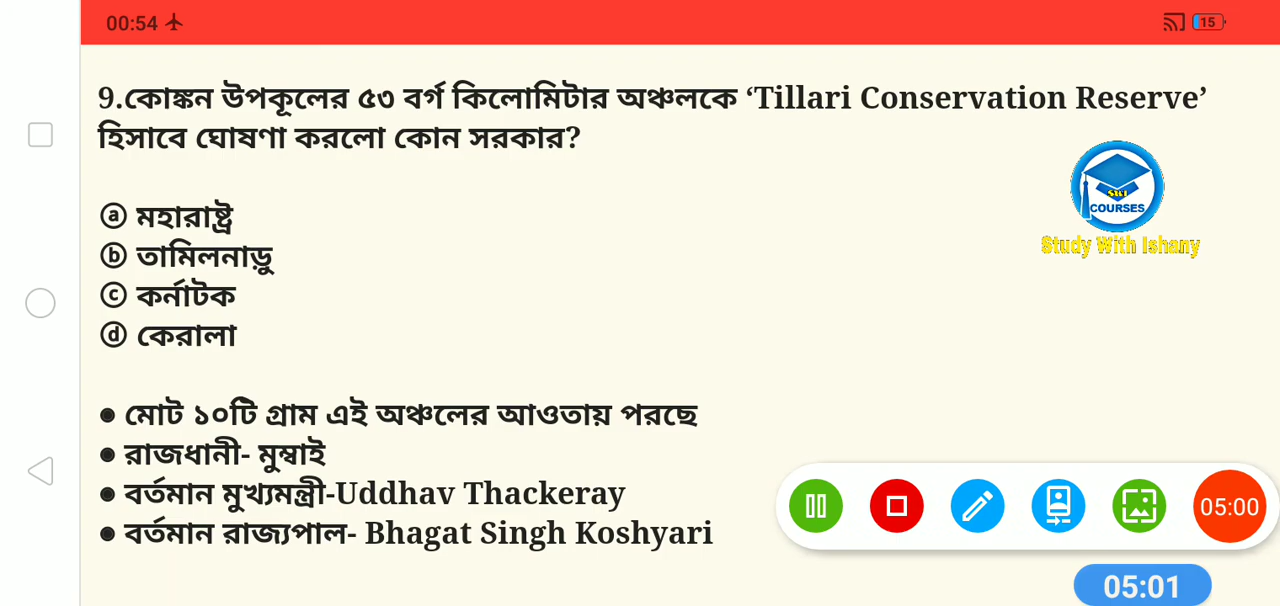 00:54
15
9.কোঙ্কন উপকূলের ৫৩ বর্গ কিলোমিটার অঞ্চলকে ‘Tillari Conservation Reserve’
হিসাবে ঘোষণা করলো কোন সরকার?
COURSES
Study With Ishany
ⓐ মহারাষ্ট্র
ⓑ তামিলনাড়ু
ⓒ কর্নাটক
ⓓ কেরালা
● মোট ১০টি গ্রাম এই অঞ্চলের আওতায় পরছে
● রাজধানী- মুম্বাই
● বর্তমান মুখ্যমন্ত্রী-Uddhav Thackeray
● বর্তমান রাজ্যপাল- Bhagat Singh Koshyari
05:00
05:01